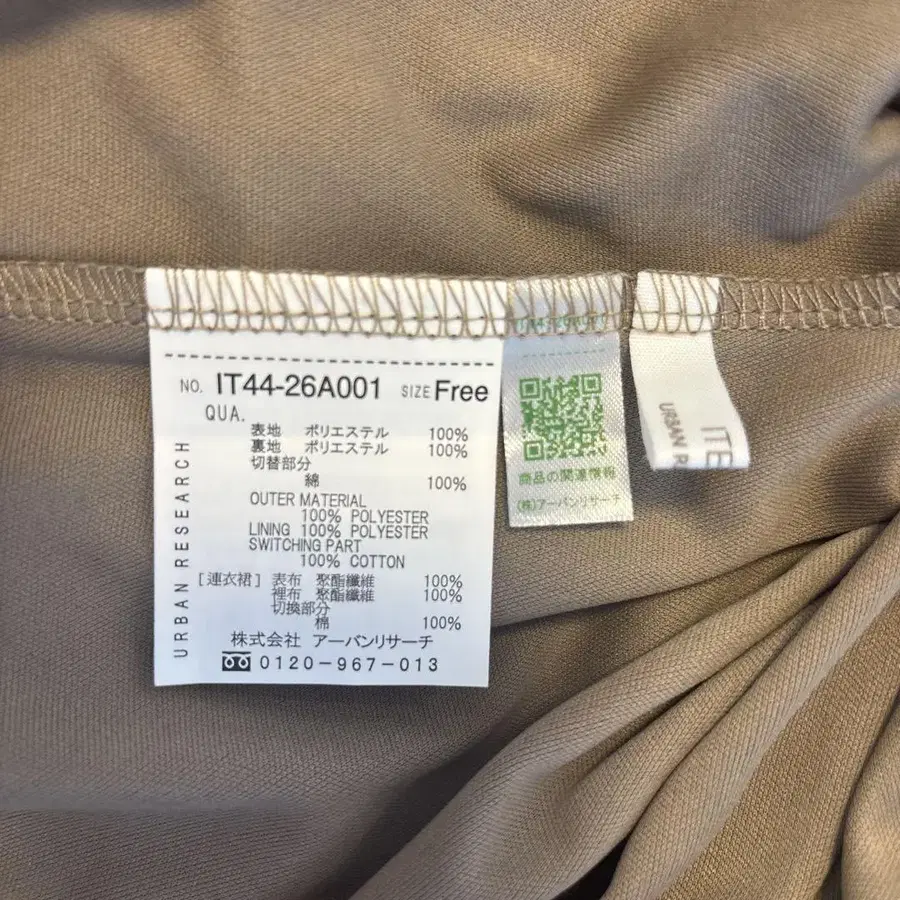 NO. IT44-26A001 SIZE Free
QUA.
表地 ポリエステル 100%
裏地 ポリエステル 100%
切替部分
綿 100%
OUTER MATERIAL
100% POLYESTER
LINING 100% POLYESTER
SWITCHING PART
100% COTTON
[連衣裙] 表布 聚酯纖維 100%
裡布 聚酯纖維 100%
切換部分
棉 100%
株式会社 アーバンリサーチ
0120-967-013
URBAN RESEARCH
商品の関連情報
(株)アーバンリサーチ
ITE
URBAN R